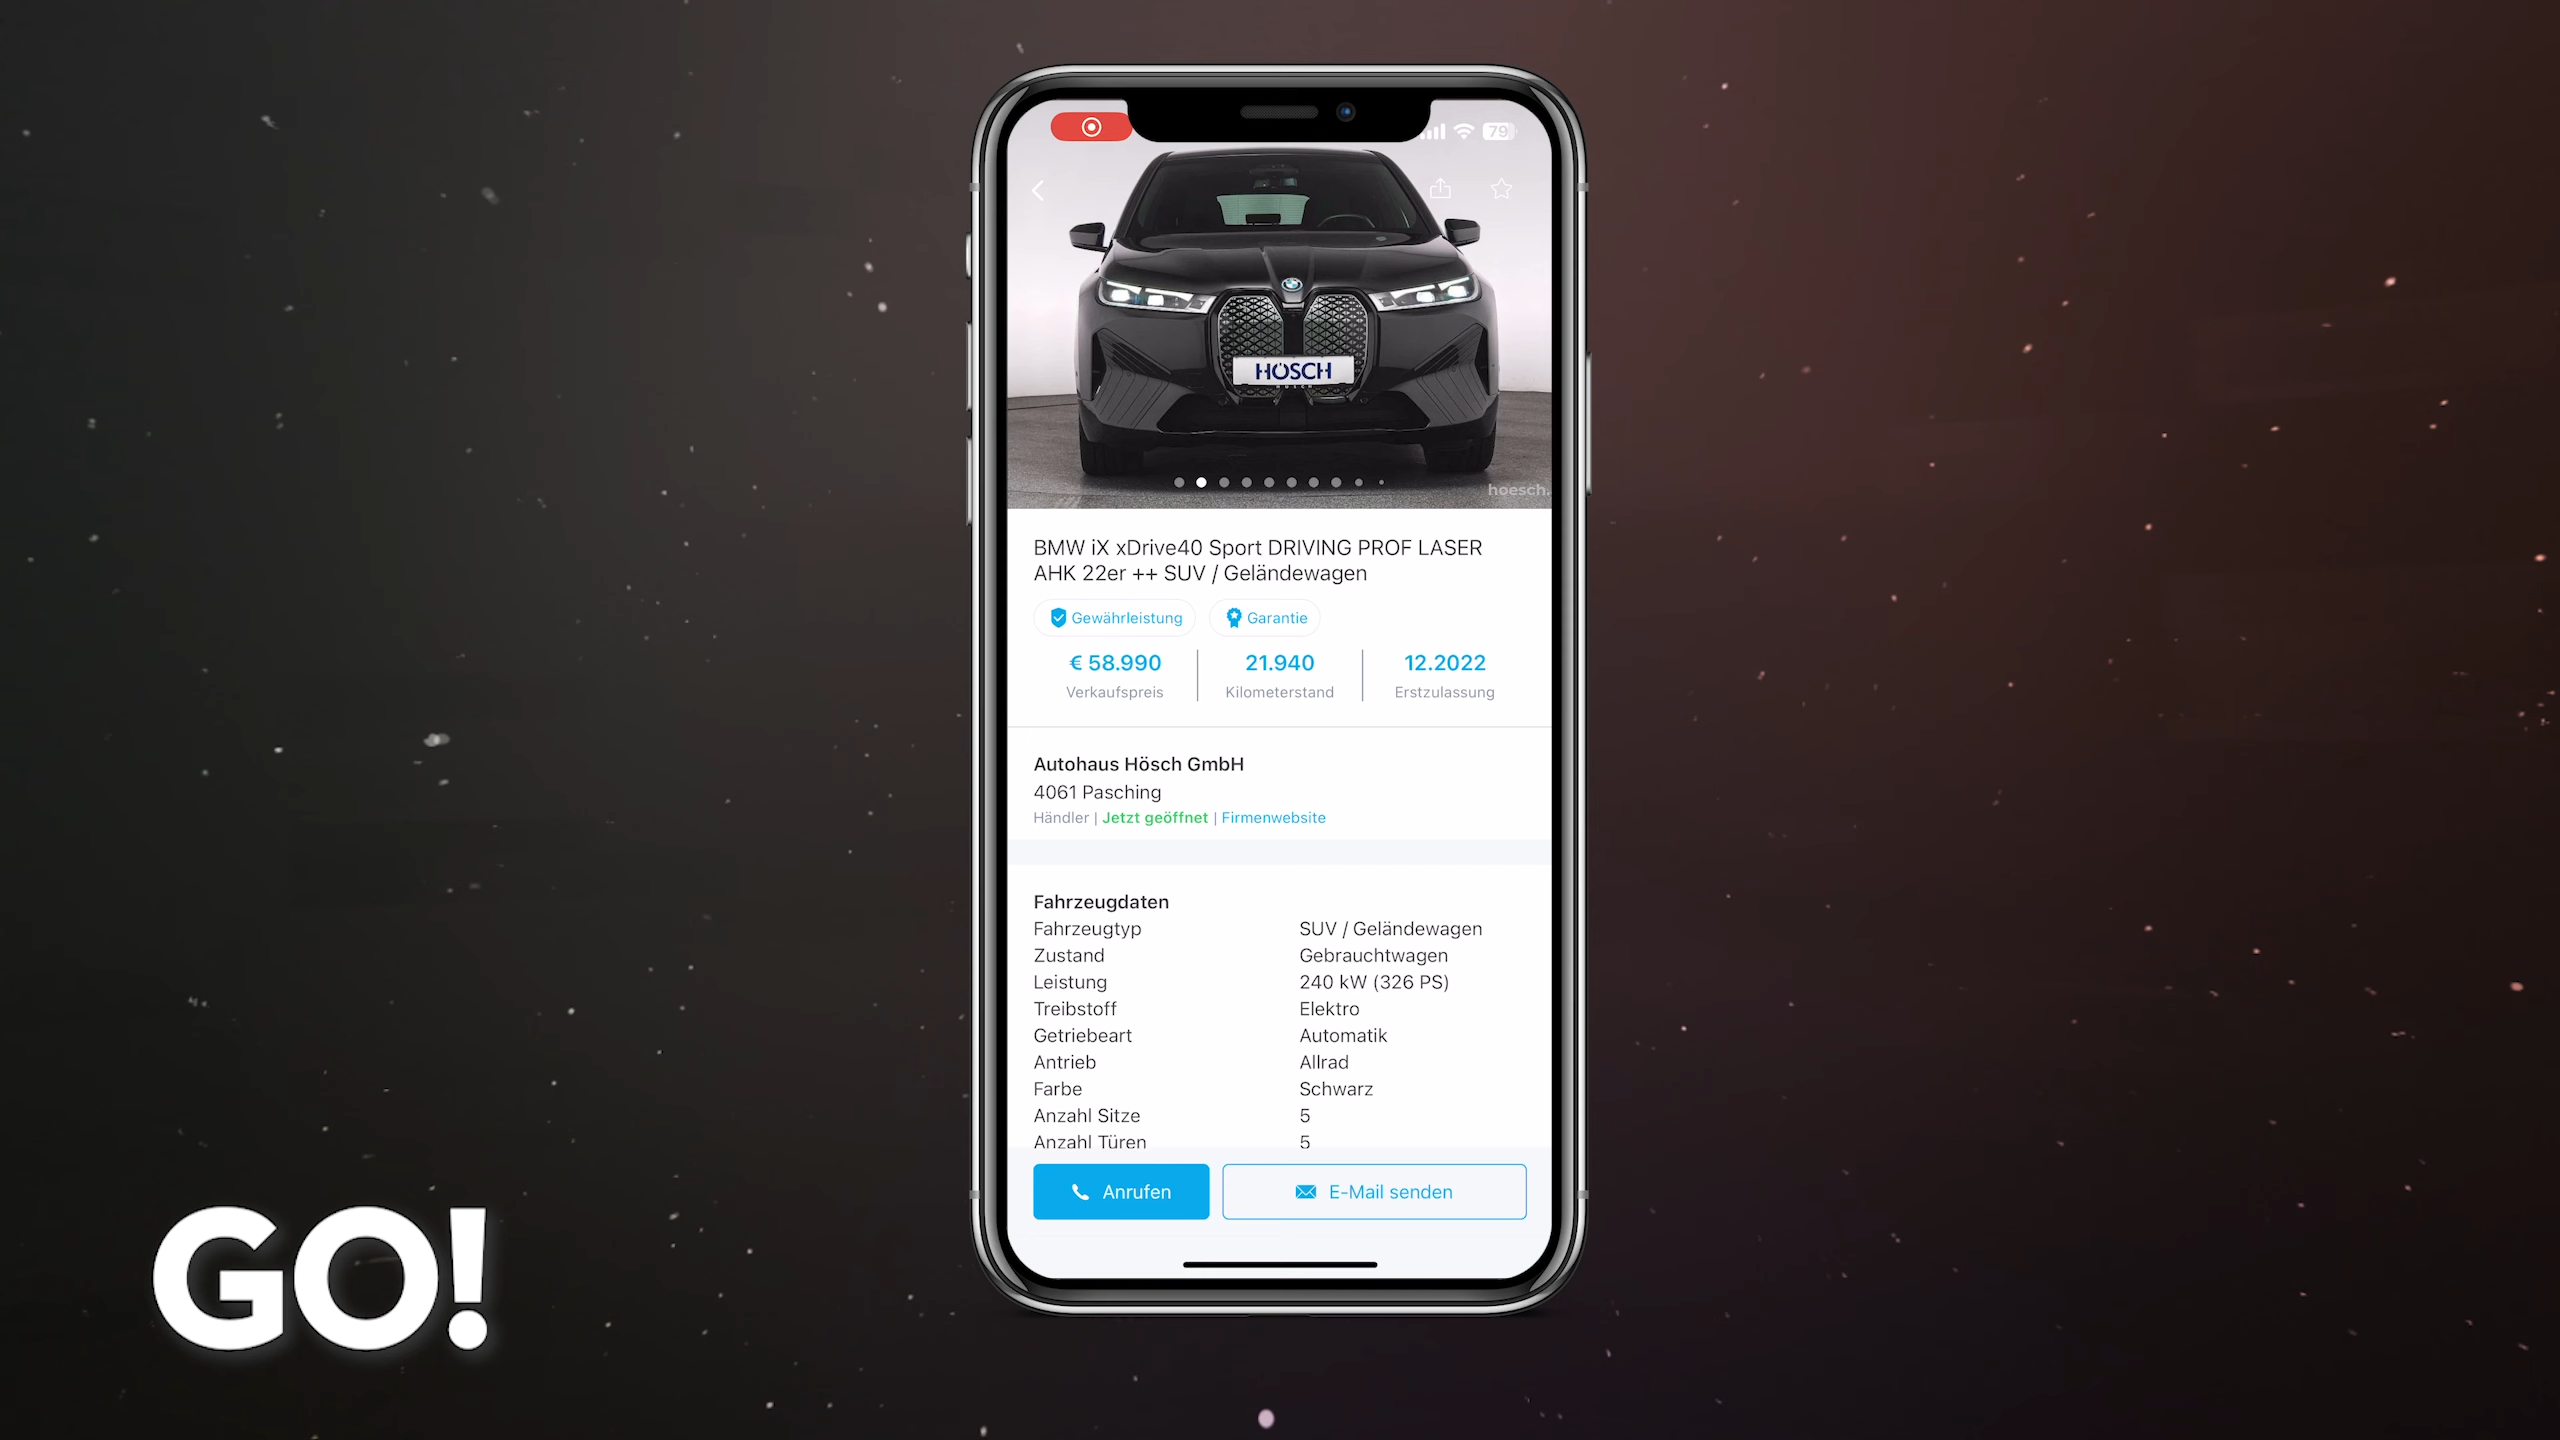 79
HÖSCH
hoesch.
BMW iX xDrive40 Sport DRIVING PROF LASER
AHK 22er ++ SUV / Geländewagen
Gewährleistung Garantie
€ 58.990 21.940 12.2022
Verkaufspreis Kilometerstand Erstzulassung
Autohaus Hösch GmbH
4061 Pasching
Händler | Jetzt geöffnet | Firmenwebsite
Fahrzeugdaten
Fahrzeugtyp SUV / Geländewagen
Zustand Gebrauchtwagen
Leistung 240 kW (326 PS)
Treibstoff Elektro
Getriebeart Automatik
Antrieb Allrad
Farbe Schwarz
Anzahl Sitze 5
Anzahl Türen 5
Anrufen E-Mail senden
GO!